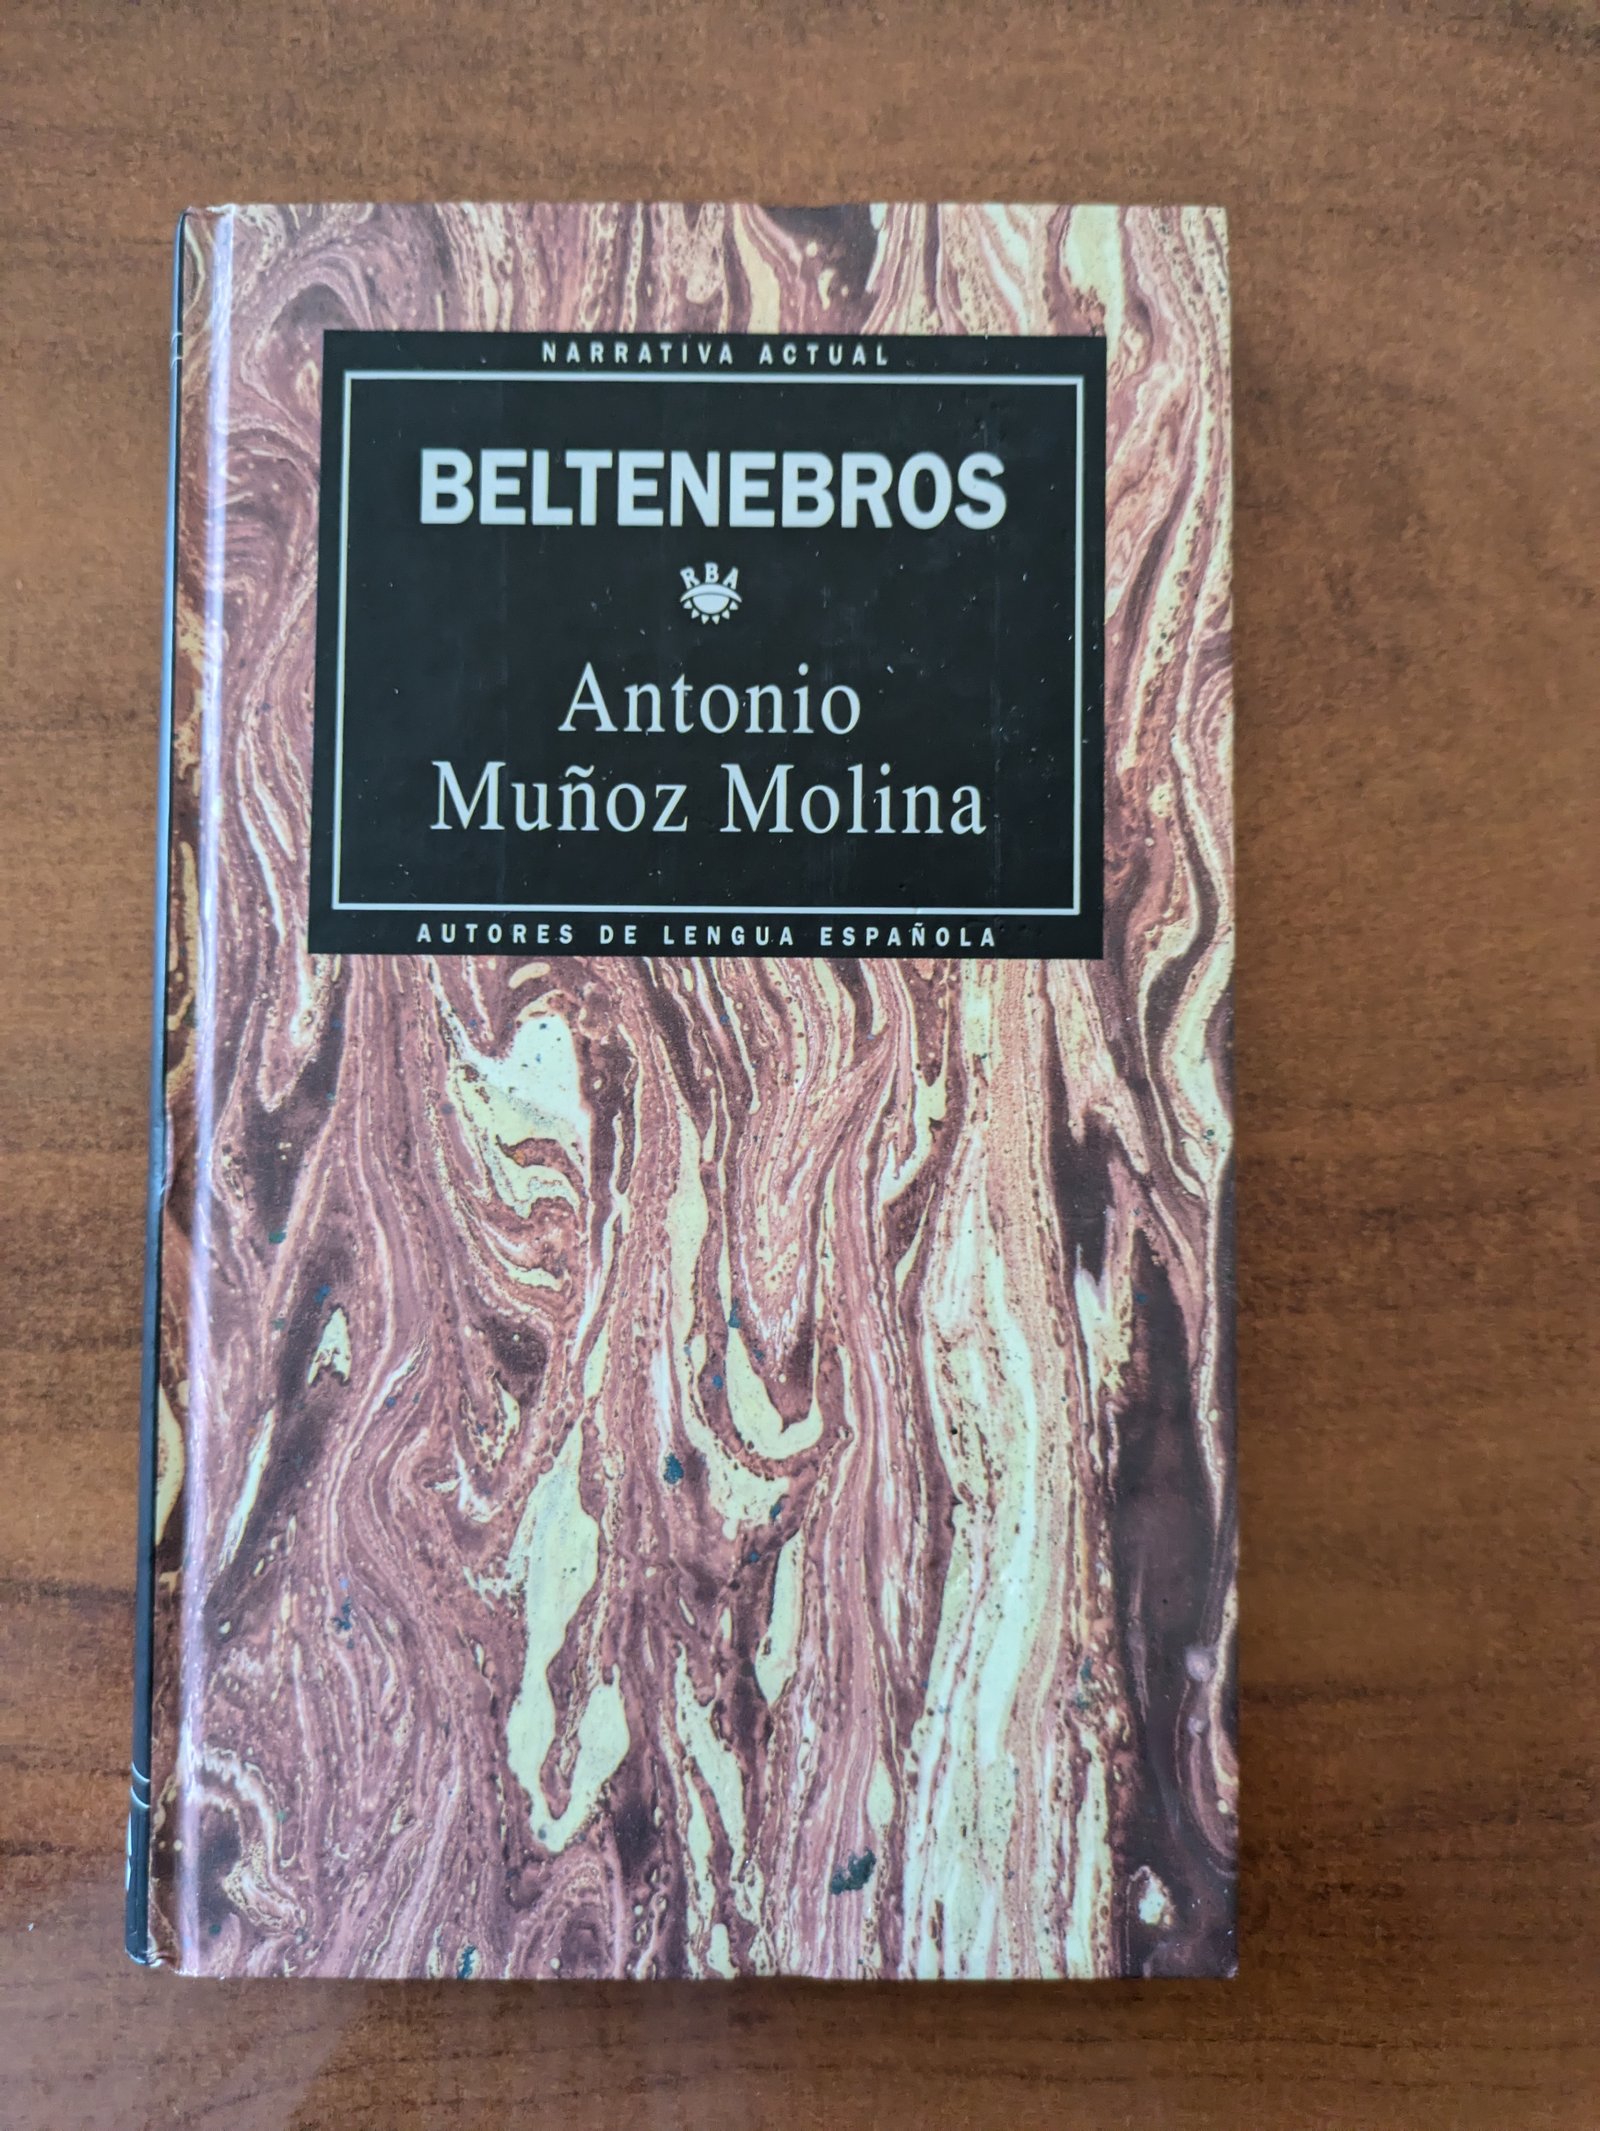 NARRATIVA ACTUAL
BELTENEBROS
RBA
Antonio
Muñoz Molina
AUTORES DE LENGUA ESPAÑOLA